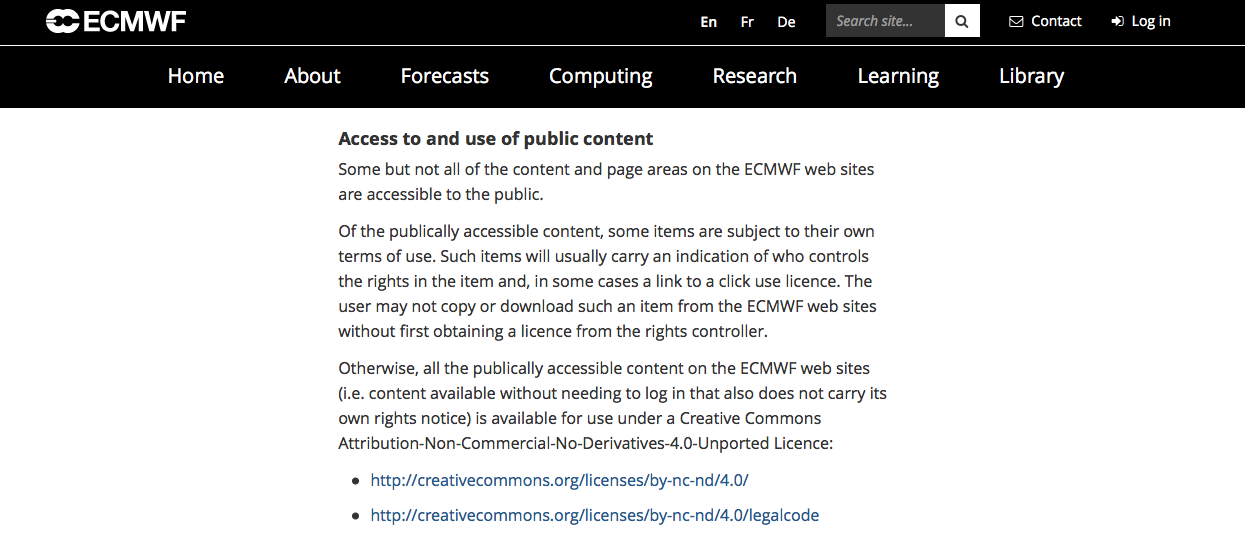 ECMWF
En Fr De Search site... Contact Log in
Home About Forecasts Computing Research Learning Library
Access to and use of public content
Some but not all of the content and page areas on the ECMWF web sites
are accessible to the public.
Of the publically accessible content, some items are subject to their own
terms of use. Such items will usually carry an indication of who controls
the rights in the item and, in some cases a link to a click use licence. The
user may not copy or download such an item from the ECMWF web sites
without first obtaining a licence from the rights controller.
Otherwise, all the publically accessible content on the ECMWF web sites
(i.e. content available without needing to log in that also does not carry its
own rights notice) is available for use under a Creative Commons
Attribution-Non-Commercial-No-Derivatives-4.0-Unported Licence:
http://creativecommons.org/licenses/by-nc-nd/4.0/
http://creativecommons.org/licenses/by-nc-nd/4.0/legalcode